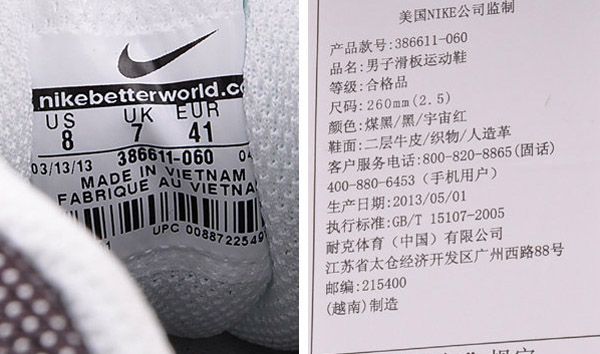 nikebetterworld.c
US UK EUR
8 7 41
03/13/13 386611-060 04
MADE IN VIETNAM
FABRIQUE AU VIETNA
UPC 0088722549
美国NIKE公司监制
产品款号:386611-060
品名:男子滑板运动鞋
等级:合格品
尺码:260mm(2.5)
颜色:煤黑/黑/宇宙红
鞋面:二层牛皮/织物/人造革
客户服务电话:800-820-8865(固话)
400-880-6453（手机用户）
生产日期:2013/05/01
执行标准:GB/T 15107-2005
耐克体育（中国）有限公司
江苏省太仓经济开发区广州西路88号
邮编:215400
(越南)制造